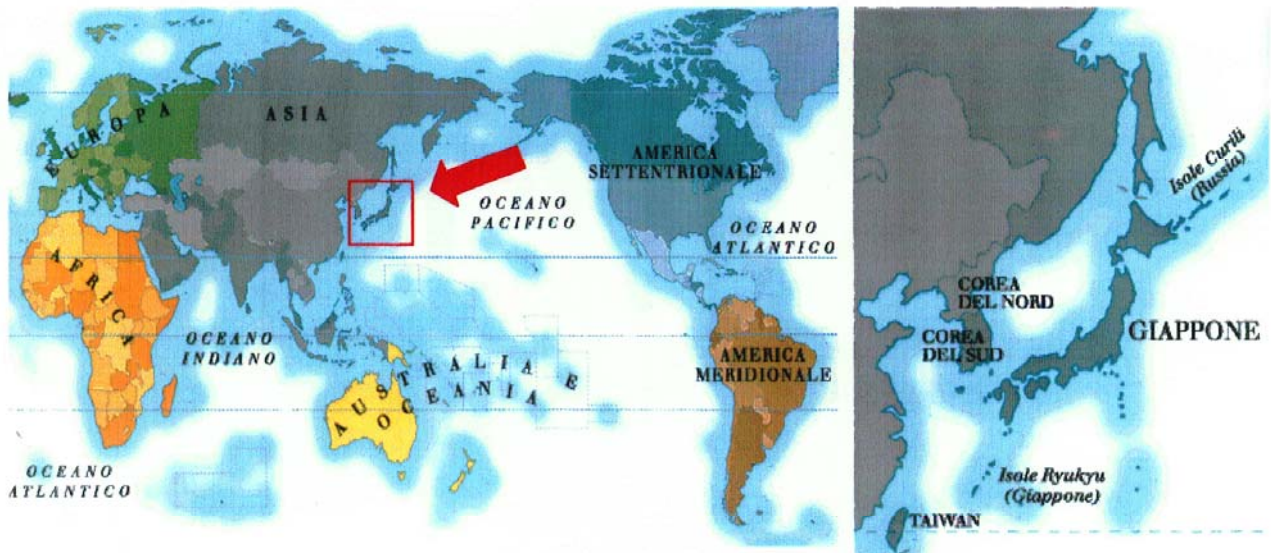 EUROPA
ASIA
AMERICA
SETTENTRIONALE
OCEANO
PACIFICO
OCEANO
ATLANTICO
AFRICA
OCEANO
INDIANO
AUSTRALIA E
OCEANIA
AMERICA
MERIDIONALE
OCEANO
ATLANTICO
Isole Curili
(Russia)
COREA
DEL NORD
COREA
DEL SUD
GIAPPONE
Isole Ryukyu
(Giappone)
TAIWAN